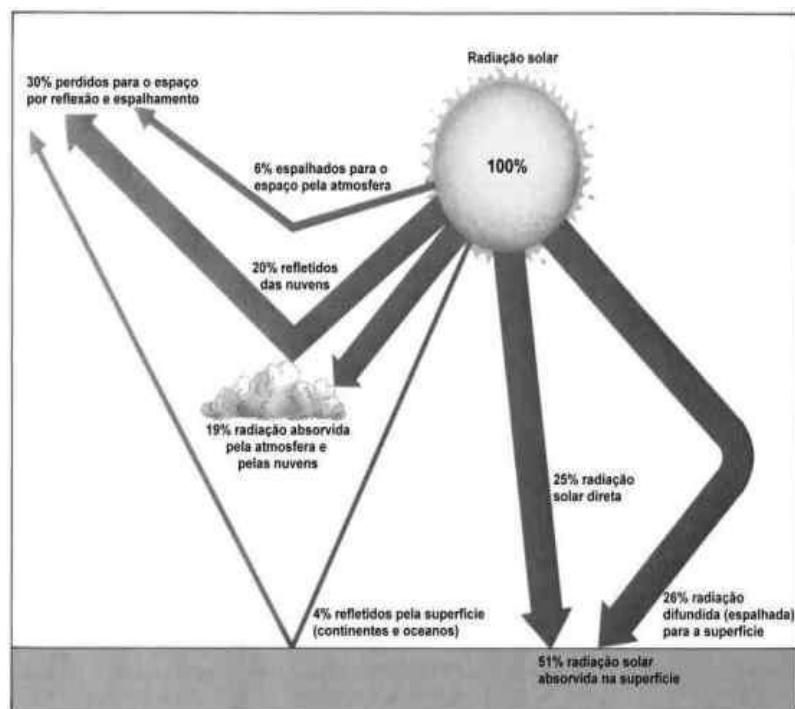 Radiação solar
100%
30% perdidos para o espaço
por reflexão e espalhamento
6% espalhados para o
espaço pela atmosfera
20% refletidos
das nuvens
19% radiação absorvida
pela atmosfera e
pelas nuvens
25% radiação
solar direta
4% refletidos pela superfície
(continentes e oceanos)
26% radiação
difundida (espalhada)
para a superfície
51% radiação solar
absorvida na superfície